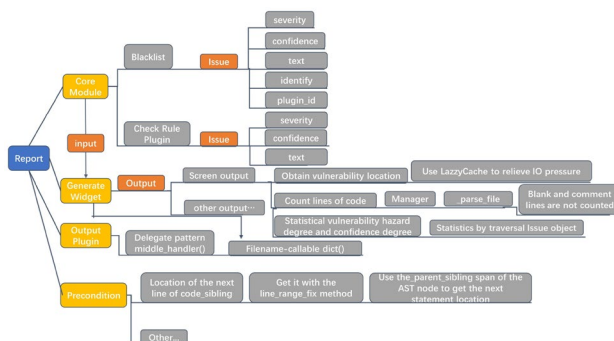 severity
confidence
Blacklist
Issue
text
identify
plugin_id
Core
Module
Check Rule
Plugin
Issue
severity
confidence
text
input
Report
Generate
Widget
Output
Screen output
Obtain vulnerability location
Use LazzyCache to relieve IO pressure
Count lines of code
Manager
_parse_file
Blank and comment
lines are not counted
other output…
Statistical vulnerability hazard
degree and confidence degree
Statistics by traversal Issue object
Output
Plugin
Delegate pattern
middle_handler()
Filename-callable dict()
Precondition
Location of the next
line of code_sibling
Get it with the
line_range_fix method
Use the parent_sibling span of the
AST node to get the next
statement location
Other...